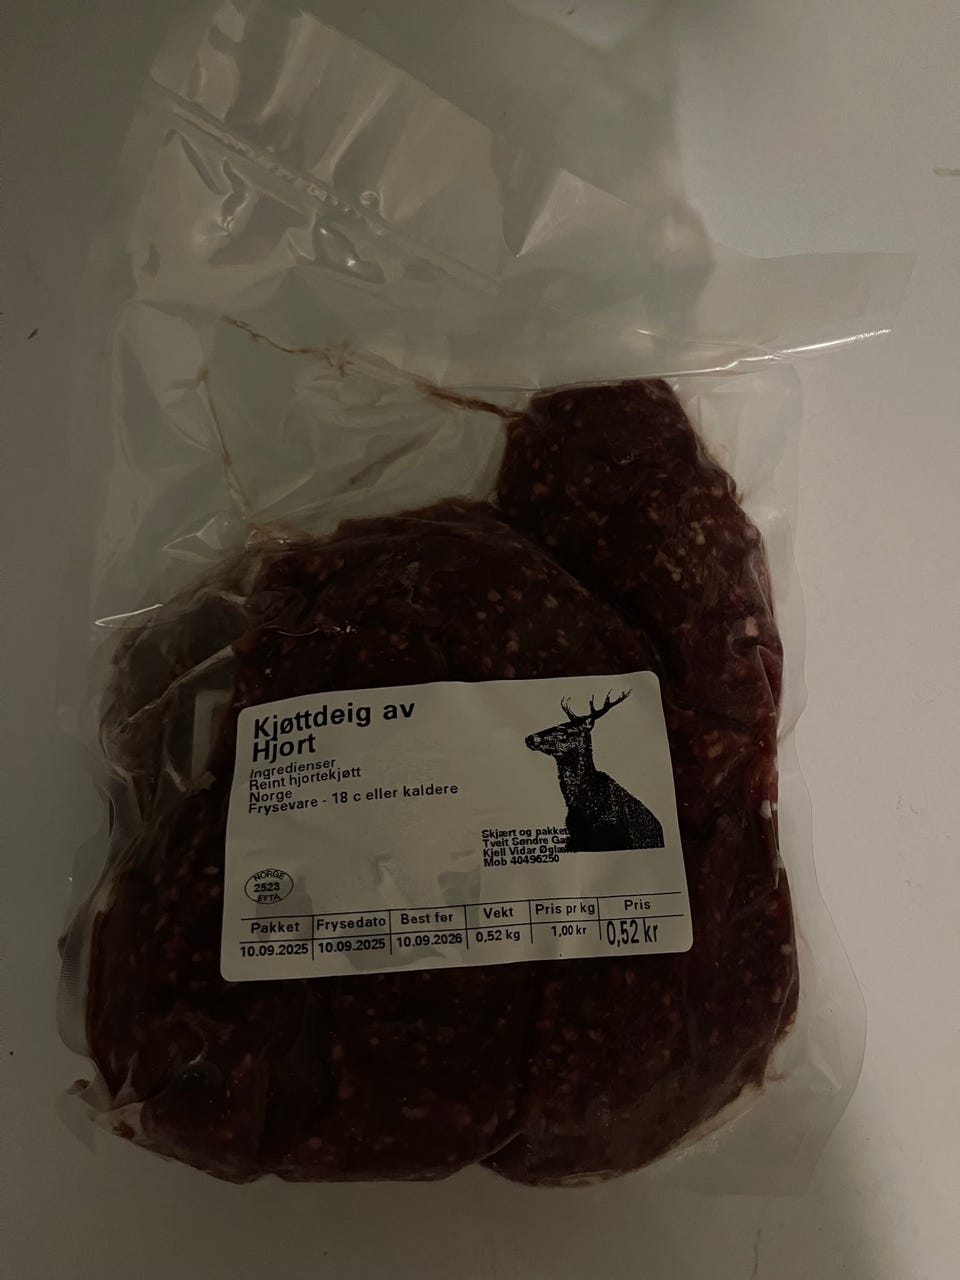 Kjøttdeig av
Hjort
Ingredienser
Reint hjortekjøtt
Norge
Frysevare - 18 c eller kaldere
Skjært og pakket
Tveit Søndre
Kjell Vidar
Mob 40496250
NORGE
2523
EFTA
Pakket Frysedato Best før Vekt Pris pr kg Pris
10.09.2025 10.09.2025 10.09.2026 0,52 kg 1,00 kr 0,52 kr